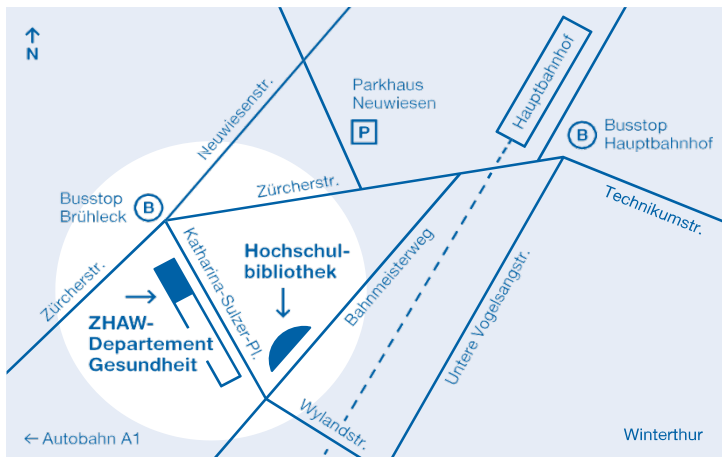 N
Neuwiesenstr.
Parkhaus
Neuwiesen
P
Hauptbahnhof
B
Busstop
Hauptbahnhof
Zürcherstr.
Technikumstr.
Busstop
Brühleck
B
Katharina-Sulzer-Pl.
Hochschul-
bibliothek
Bahnmeisterweg
Untere Vogelsangstr.
Zürcherstr.
ZHAW-
Departement
Gesundheit
Wylandstr.
← Autobahn A1
Winterthur